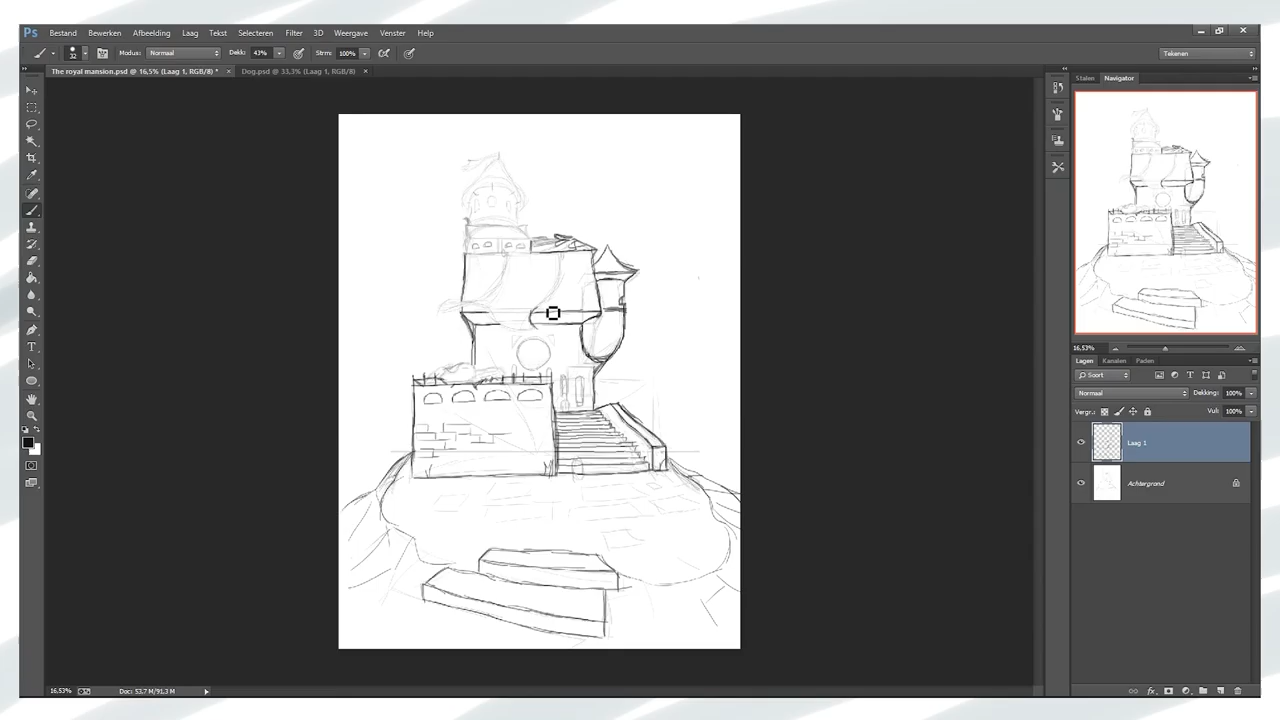 Ps Bestand Bewerken Afbeelding Laag Tekst Selecteren Filter 3D Weergave Extra Venster Help
32 Modus: Normaal Dekk: 43% Strm: 100% Tekenen
The royal mansion.psd @ 16,5% (Laag 1, RGB/8) * × Dog.psd @ 33,3% (Laag 1, RGB/8) ×
Stalen Navigator
16,53%
Lagen Kanalen Paden
Soort
Normaal Dekking: 100%
Vergr.: Vul: 100%
Laag 1
Achtergrond
16,53% Doc: 53.7 M/91.3 M